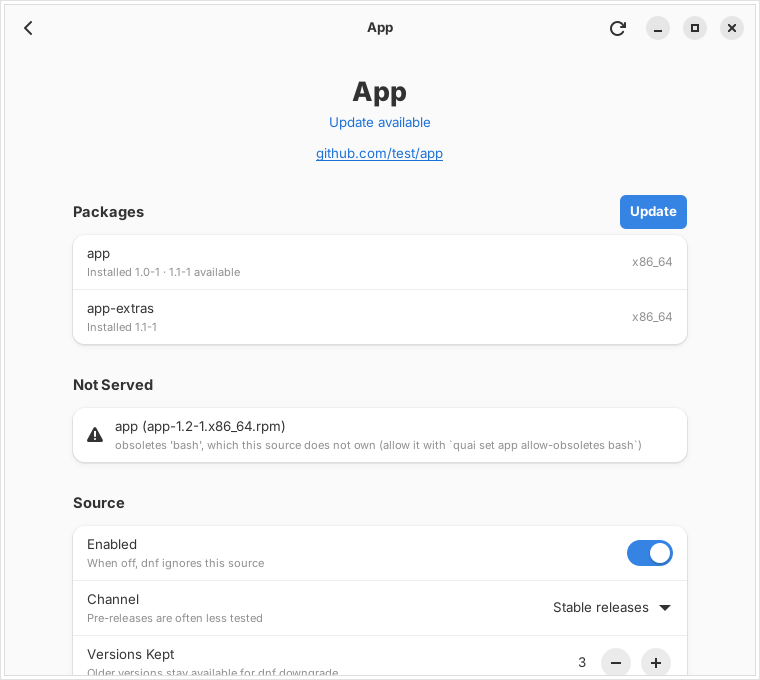 App
App
Update available
github.com/test/app
Packages
Update
app
Installed 1.0-1 · 1.1-1 available
x86_64
app-extras
Installed 1.1-1
x86_64
Not Served
app (app-1.2-1.x86_64.rpm)
obsoletes 'bash', which this source does not own (allow it with `quai set app allow-obsoletes bash`)
Source
Enabled
When off, dnf ignores this source
Channel
Pre-releases are often less tested
Stable releases
Versions Kept
Older versions stay available for dnf downgrade
3